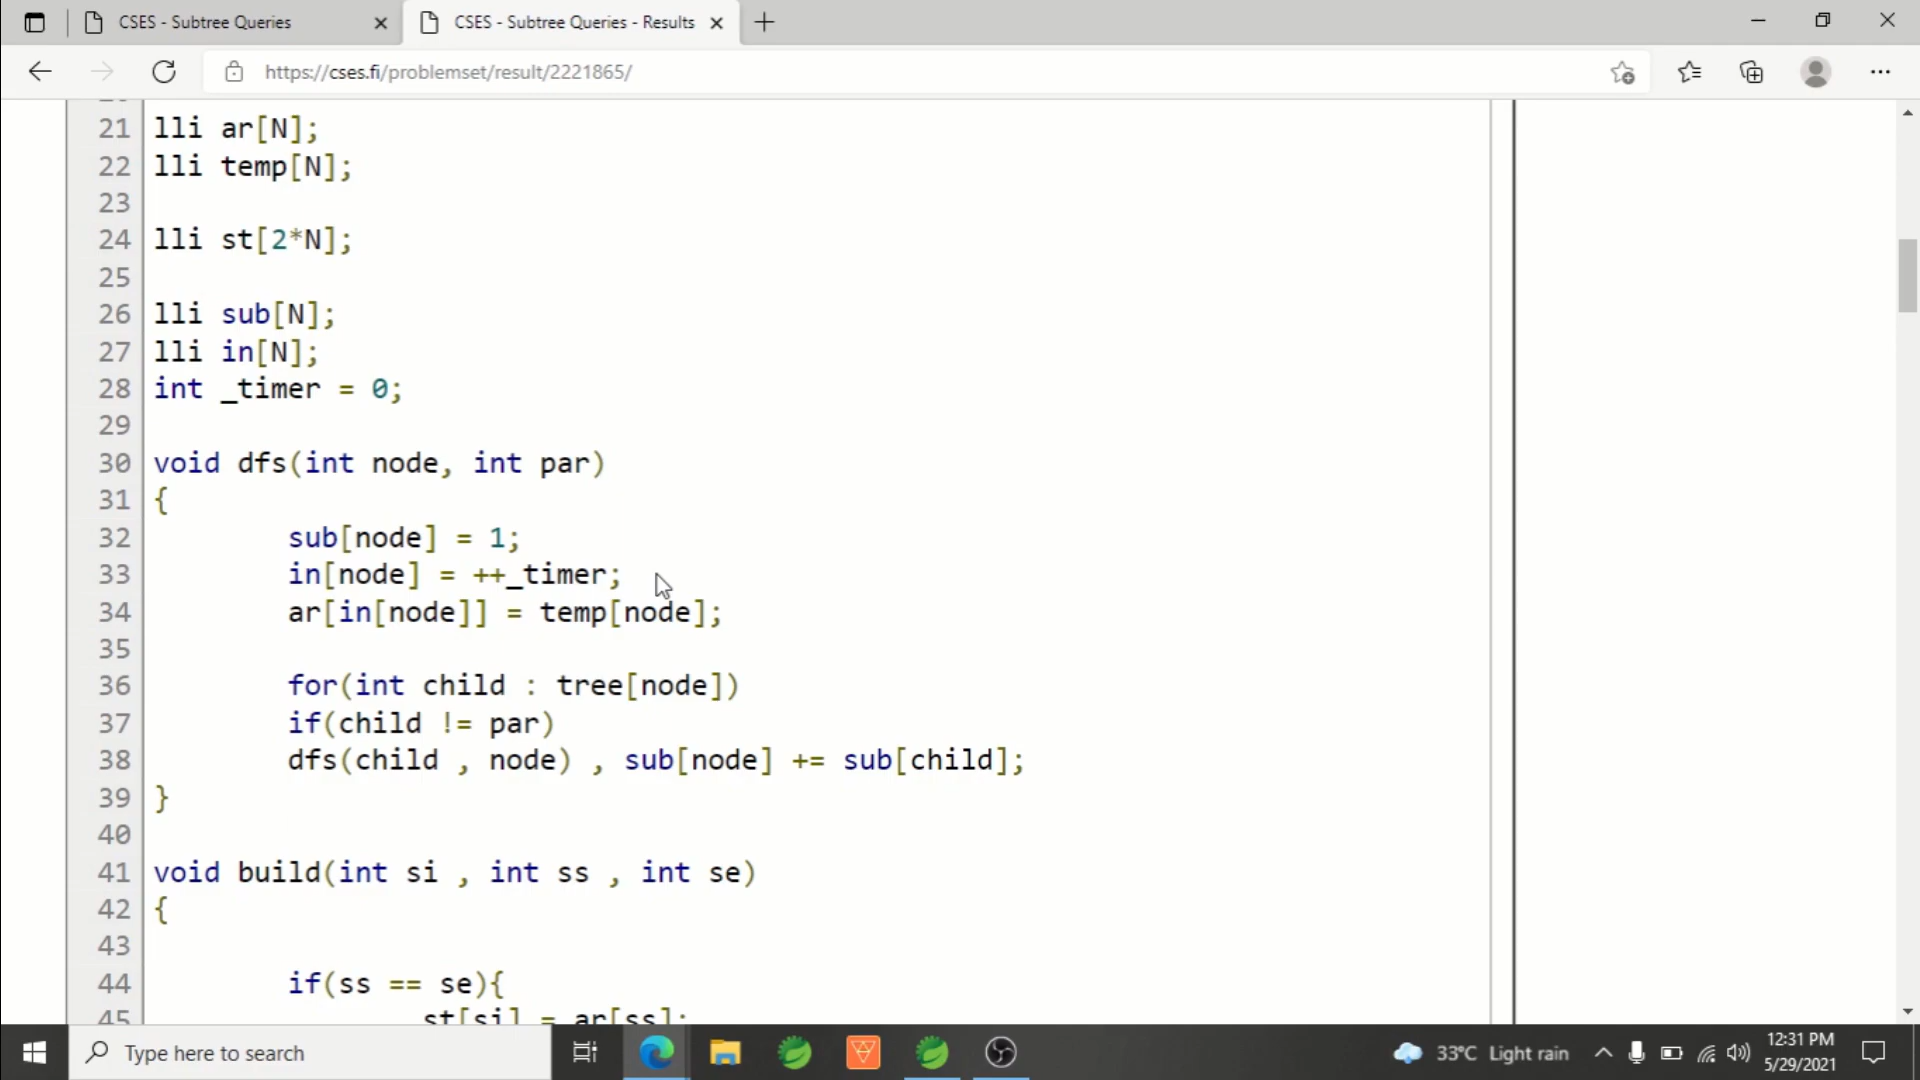 CSES - Subtree Queries
CSES - Subtree Queries - Results
https://cses.fi/problemset/result/2221865/
21 lli ar[N];
22 lli temp[N];
23
24 lli st[2*N];
25
26 lli sub[N];
27 lli in[N];
28 int _timer = 0;
29
30 void dfs(int node, int par)
31 {
32 sub[node] = 1;
33 in[node] = ++_timer;
34 ar[in[node]] = temp[node];
35
36 for(int child : tree[node])
37 if(child != par)
38 dfs(child , node) , sub[node] += sub[child];
39 }
40
41 void build(int si , int ss , int se)
42 {
43
44 if(ss == se){
45 st[si] = ar[ss];
Type here to search
33°C Light rain
12:31 PM
5/29/2021